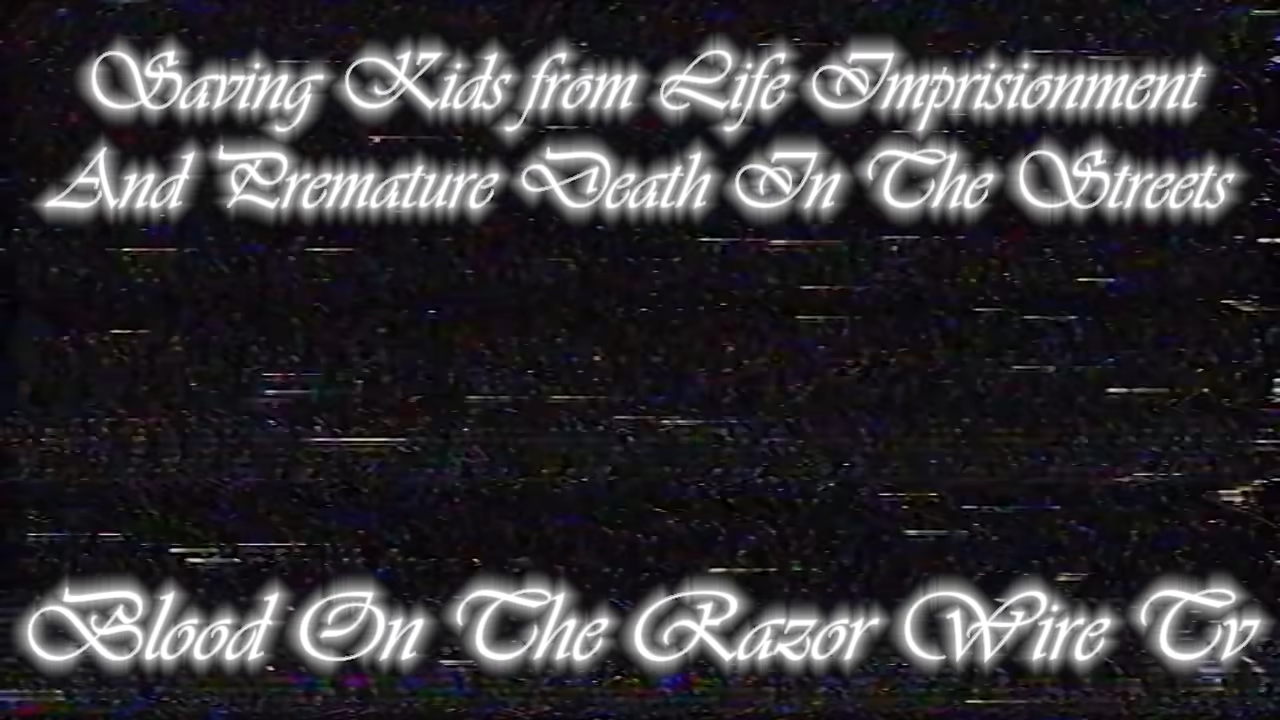 Saving Kids from Life Imprisionment
And Premature Death In The Streets
Blood On The Razor Wire Tv